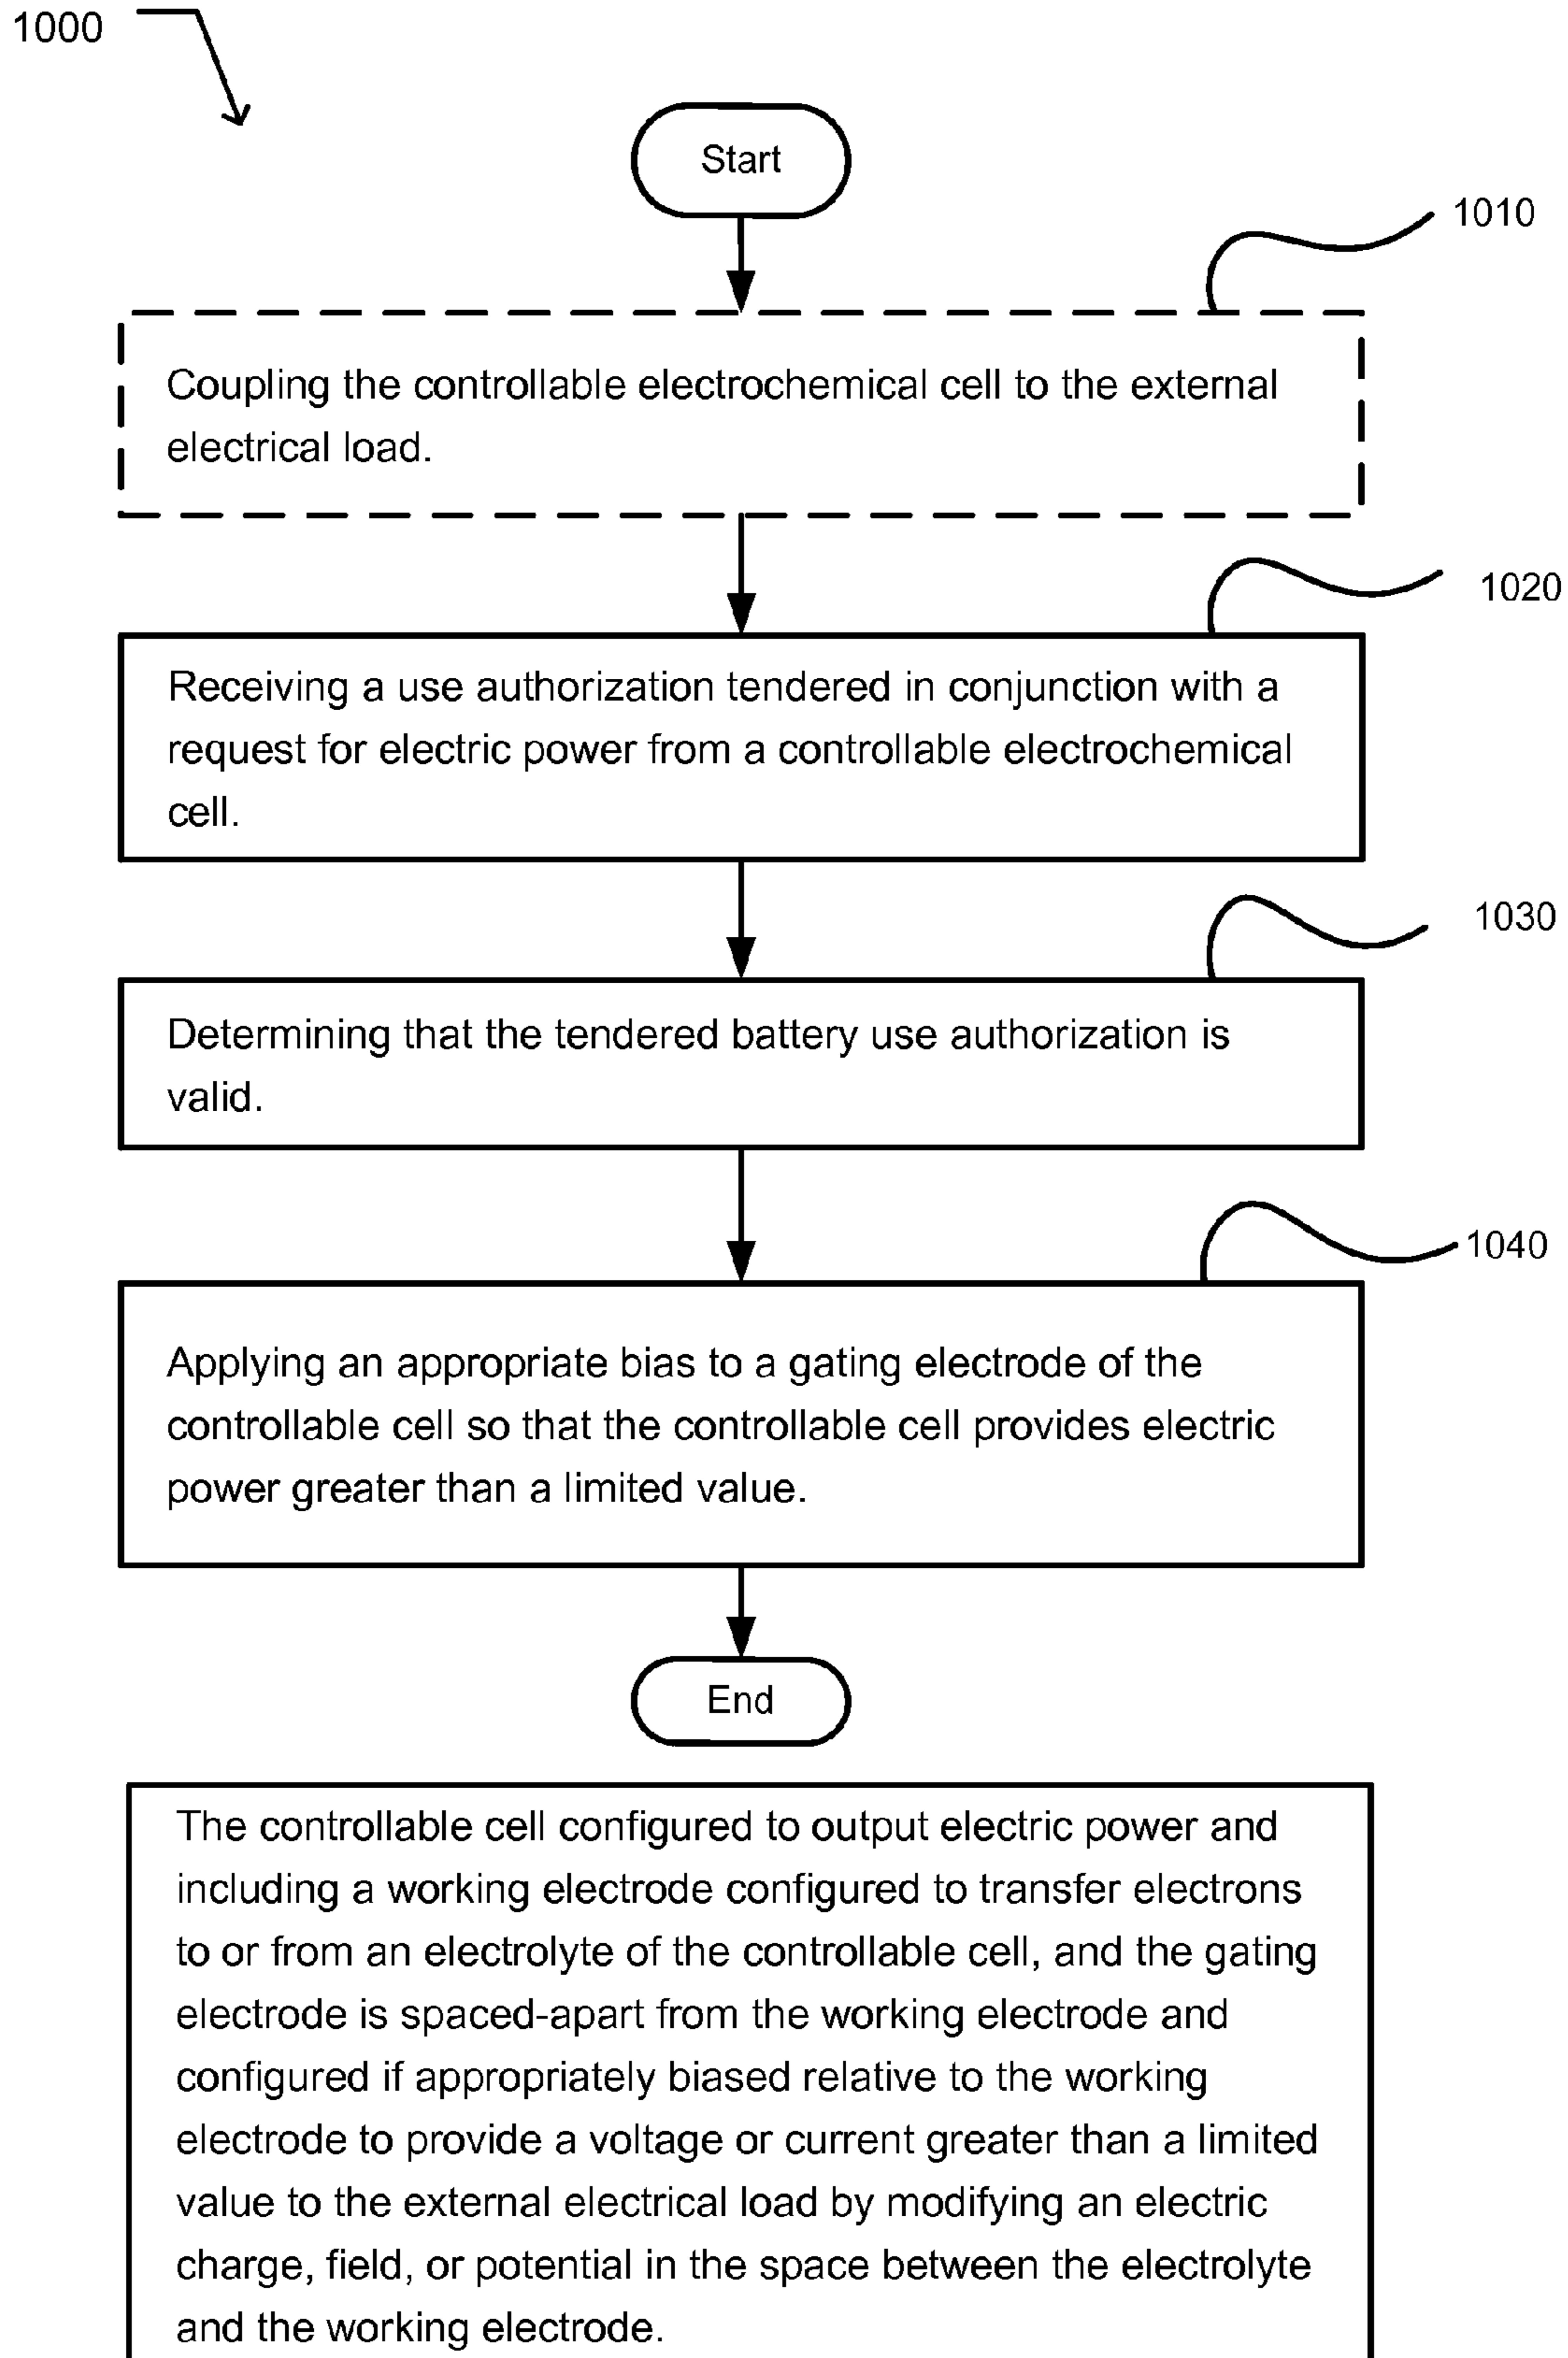 1000
Start
1010
Coupling the controllable electrochemical cell to the external
electrical load.
1020
Receiving a use authorization tendered in conjunction with a
request for electric power from a controllable electrochemical
cell.
1030
Determining that the tendered battery use authorization is
valid.
1040
Applying an appropriate bias to a gating electrode of the
controllable cell so that the controllable cell provides electric
power greater than a limited value.
End
The controllable cell configured to output electric power and
including a working electrode configured to transfer electrons
to or from an electrolyte of the controllable cell, and the gating
electrode is spaced-apart from the working electrode and
configured if appropriately biased relative to the working
electrode to provide a voltage or current greater than a limited
value to the external electrical load by modifying an electric
charge, field, or potential in the space between the electrolyte
and the working electrode.